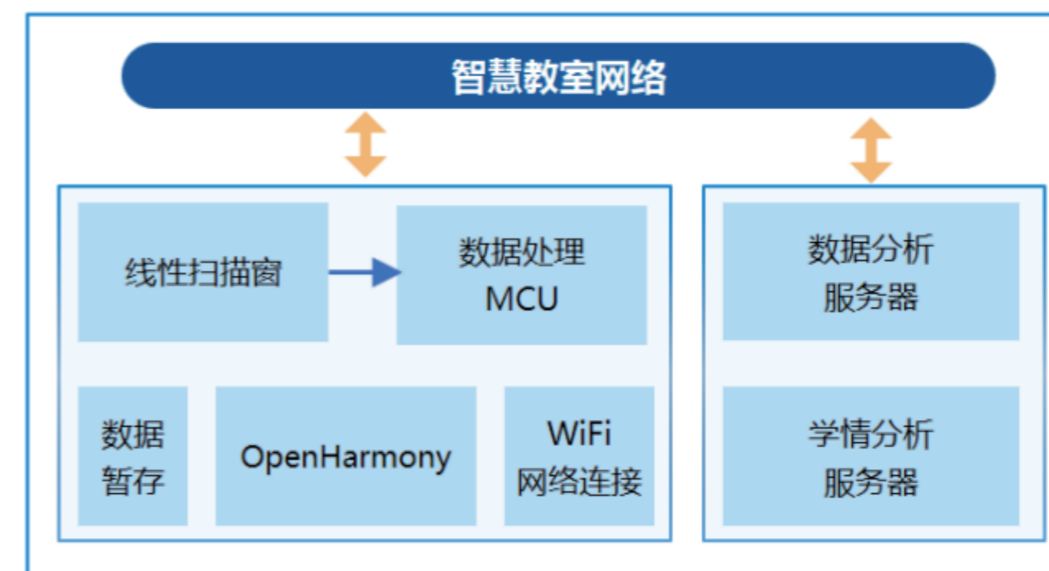 智慧教室网络
线性扫描窗
数据处理
MCU
数据
暂存
OpenHarmony
WiFi
网络连接
数据分析
服务器
学情分析
服务器